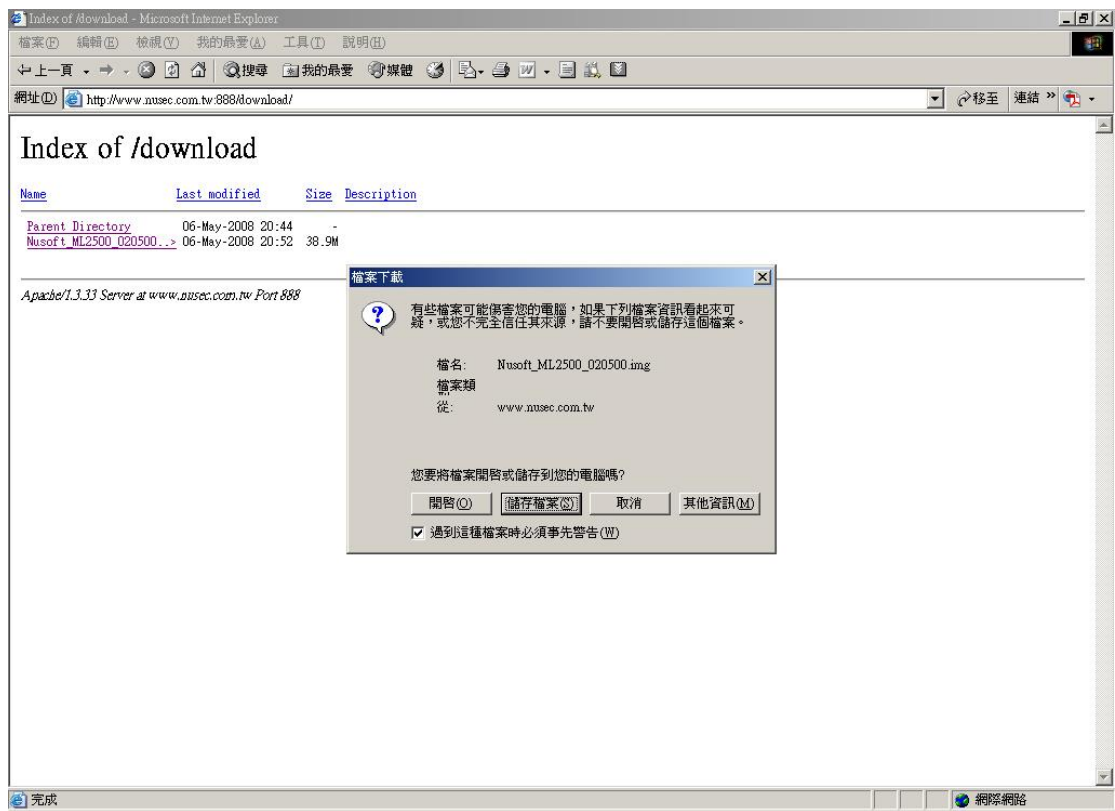 Index of /download - Microsoft Internet Explorer
檔案(F) 編輯(E) 檢視(V) 我的最愛(A) 工具(T) 說明(H)
上一頁 搜尋 我的最愛 媒體
網址(D) http://www.nusec.com.tw:888/download/ 移至 連結 »
Index of /download
Name Last modified Size Description
Parent Directory 06-May-2008 20:44 -
Nusoft_ML2500_020500..> 06-May-2008 20:52 38.9M
Apache/1.3.33 Server at www.nusec.com.tw Port 888
檔案下載
有些檔案可能傷害您的電腦,如果下列檔案資訊看起來可
疑,或您不完全信任其來源,請不要開啓或儲存這個檔案。
檔名: Nusoft_ML2500_020500.img
檔案類
從: www.nusec.com.tw
您要將檔案開啓或儲存到您的電腦嗎?
開啓(O) 儲存檔案(S) 取消 其他資訊(M)
遇到這種檔案時必須事先警告(W)
完成 網際網路